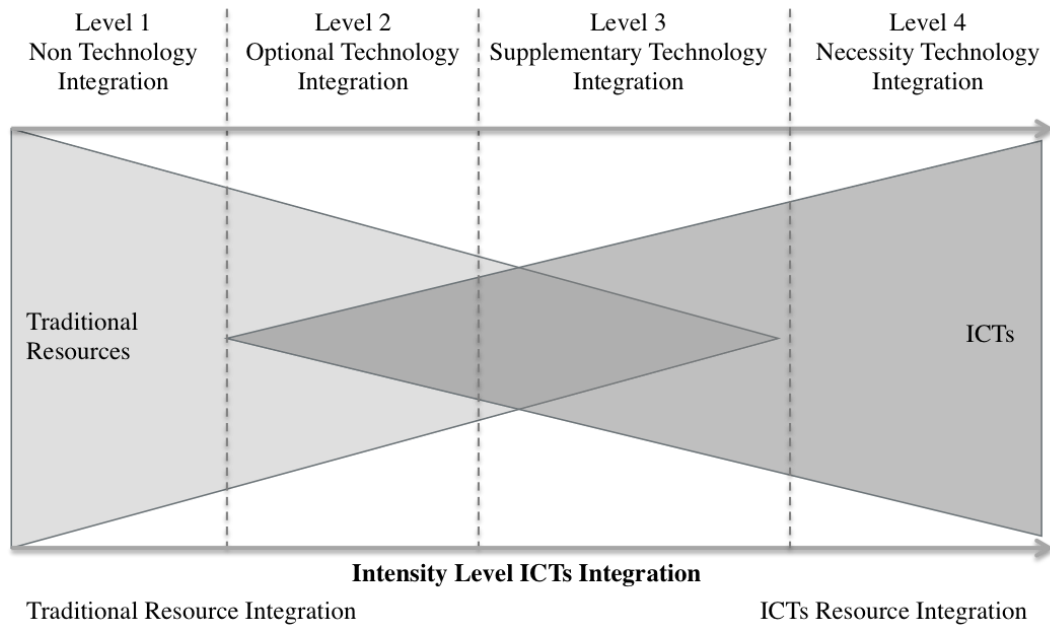 Level 1
Non Technology
Integration
Level 2
Optional Technology
Integration
Level 3
Supplementary Technology
Integration
Level 4
Necessity Technology
Integration
Traditional
Resources
ICTs
Intensity Level ICTs Integration
Traditional Resource Integration
ICTs Resource Integration